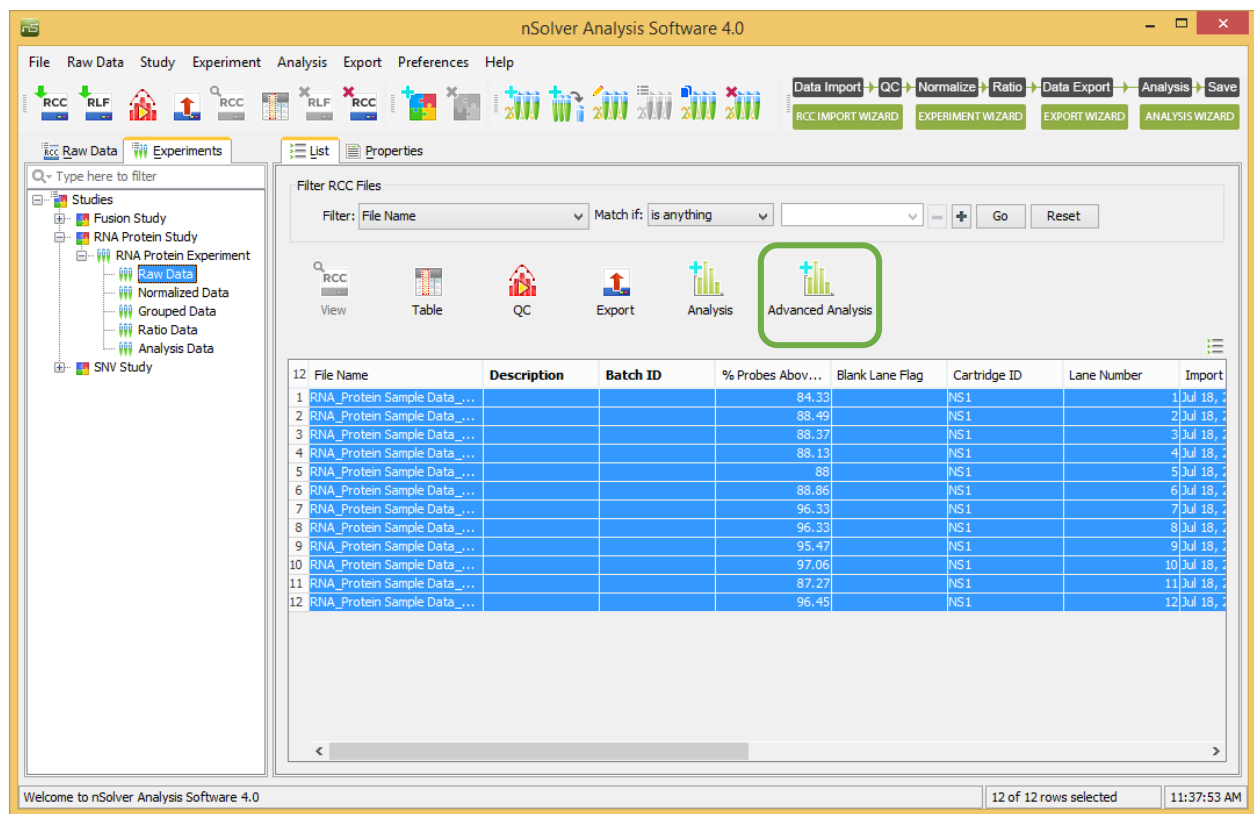 nS nSolver Analysis Software 4.0
File Raw Data Study Experiment Analysis Export Preferences Help
RCC RLF RCC RLF RCC
Data Import QC Normalize Ratio Data Export Analysis Save
RCC IMPORT WIZARD EXPERIMENT WIZARD EXPORT WIZARD ANALYSIS WIZARD
RCC Raw Data Experiments List Properties
Type here to filter
Studies
Fusion Study
RNA Protein Study
RNA Protein Experiment
Raw Data
Normalized Data
Grouped Data
Ratio Data
Analysis Data
SNV Study
Filter RCC Files
Filter: File Name Match if: is anything Go Reset
RCC
View Table QC Export Analysis Advanced Analysis
12 File Name Description Batch ID % Probes Abov... Blank Lane Flag Cartridge ID Lane Number Import
1 RNA_Protein Sample Data_... 84.33 NS1 1 Jul 18, 2
2 RNA_Protein Sample Data_... 88.49 NS1 2 Jul 18, 2
3 RNA_Protein Sample Data_... 88.37 NS1 3 Jul 18, 2
4 RNA_Protein Sample Data_... 88.13 NS1 4 Jul 18, 2
5 RNA_Protein Sample Data_... 88 NS1 5 Jul 18, 2
6 RNA_Protein Sample Data_... 88.86 NS1 6 Jul 18, 2
7 RNA_Protein Sample Data_... 96.33 NS1 7 Jul 18, 2
8 RNA_Protein Sample Data_... 96.33 NS1 8 Jul 18, 2
9 RNA_Protein Sample Data_... 95.47 NS1 9 Jul 18, 2
10 RNA_Protein Sample Data_... 97.06 NS1 10 Jul 18, 2
11 RNA_Protein Sample Data_... 87.27 NS1 11 Jul 18, 2
12 RNA_Protein Sample Data_... 96.45 NS1 12 Jul 18, 2
Welcome to nSolver Analysis Software 4.0 12 of 12 rows selected 11:37:53 AM